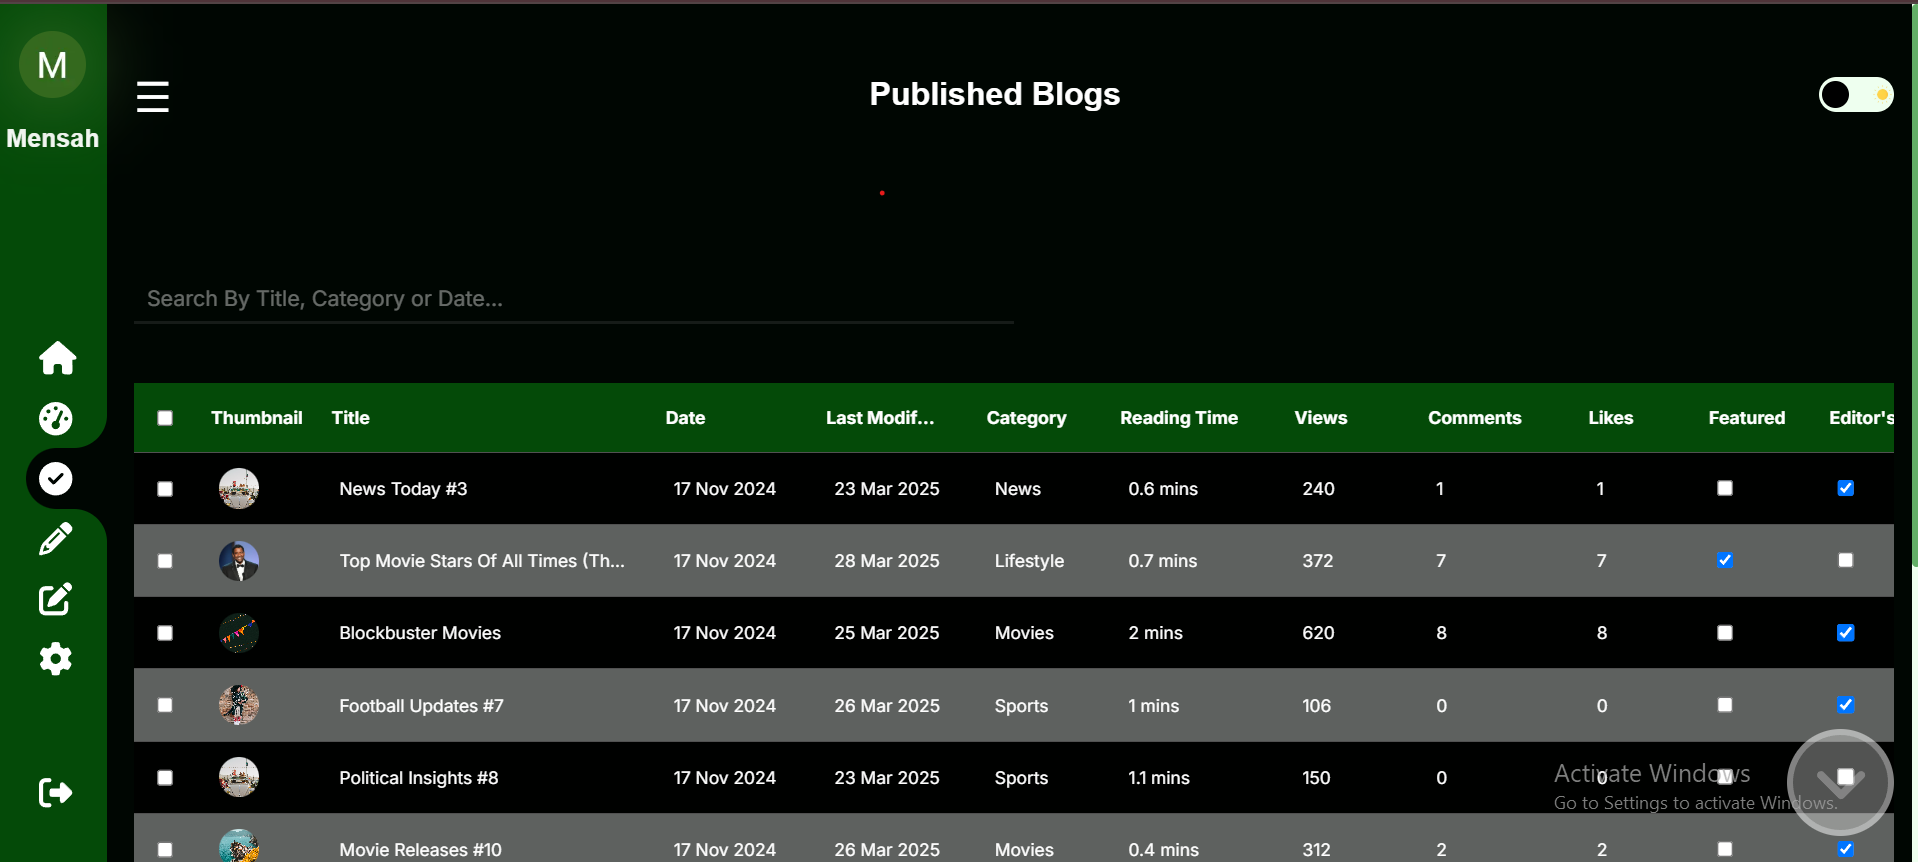 M
Mensah
Published Blogs
Search By Title, Category or Date...
Thumbnail Title Date Last Modif... Category Reading Time Views Comments Likes Featured Editor's
News Today #3 17 Nov 2024 23 Mar 2025 News 0.6 mins 240 1 1
Top Movie Stars Of All Times (Th... 17 Nov 2024 28 Mar 2025 Lifestyle 0.7 mins 372 7 7
Blockbuster Movies 17 Nov 2024 25 Mar 2025 Movies 2 mins 620 8 8
Football Updates #7 17 Nov 2024 26 Mar 2025 Sports 1 mins 106 0 0
Political Insights #8 17 Nov 2024 23 Mar 2025 Sports 1.1 mins 150 0 0
Activate Windows
Go to Settings to activate Windows.
Movie Releases #10 17 Nov 2024 26 Mar 2025 Movies 0.4 mins 312 2 2